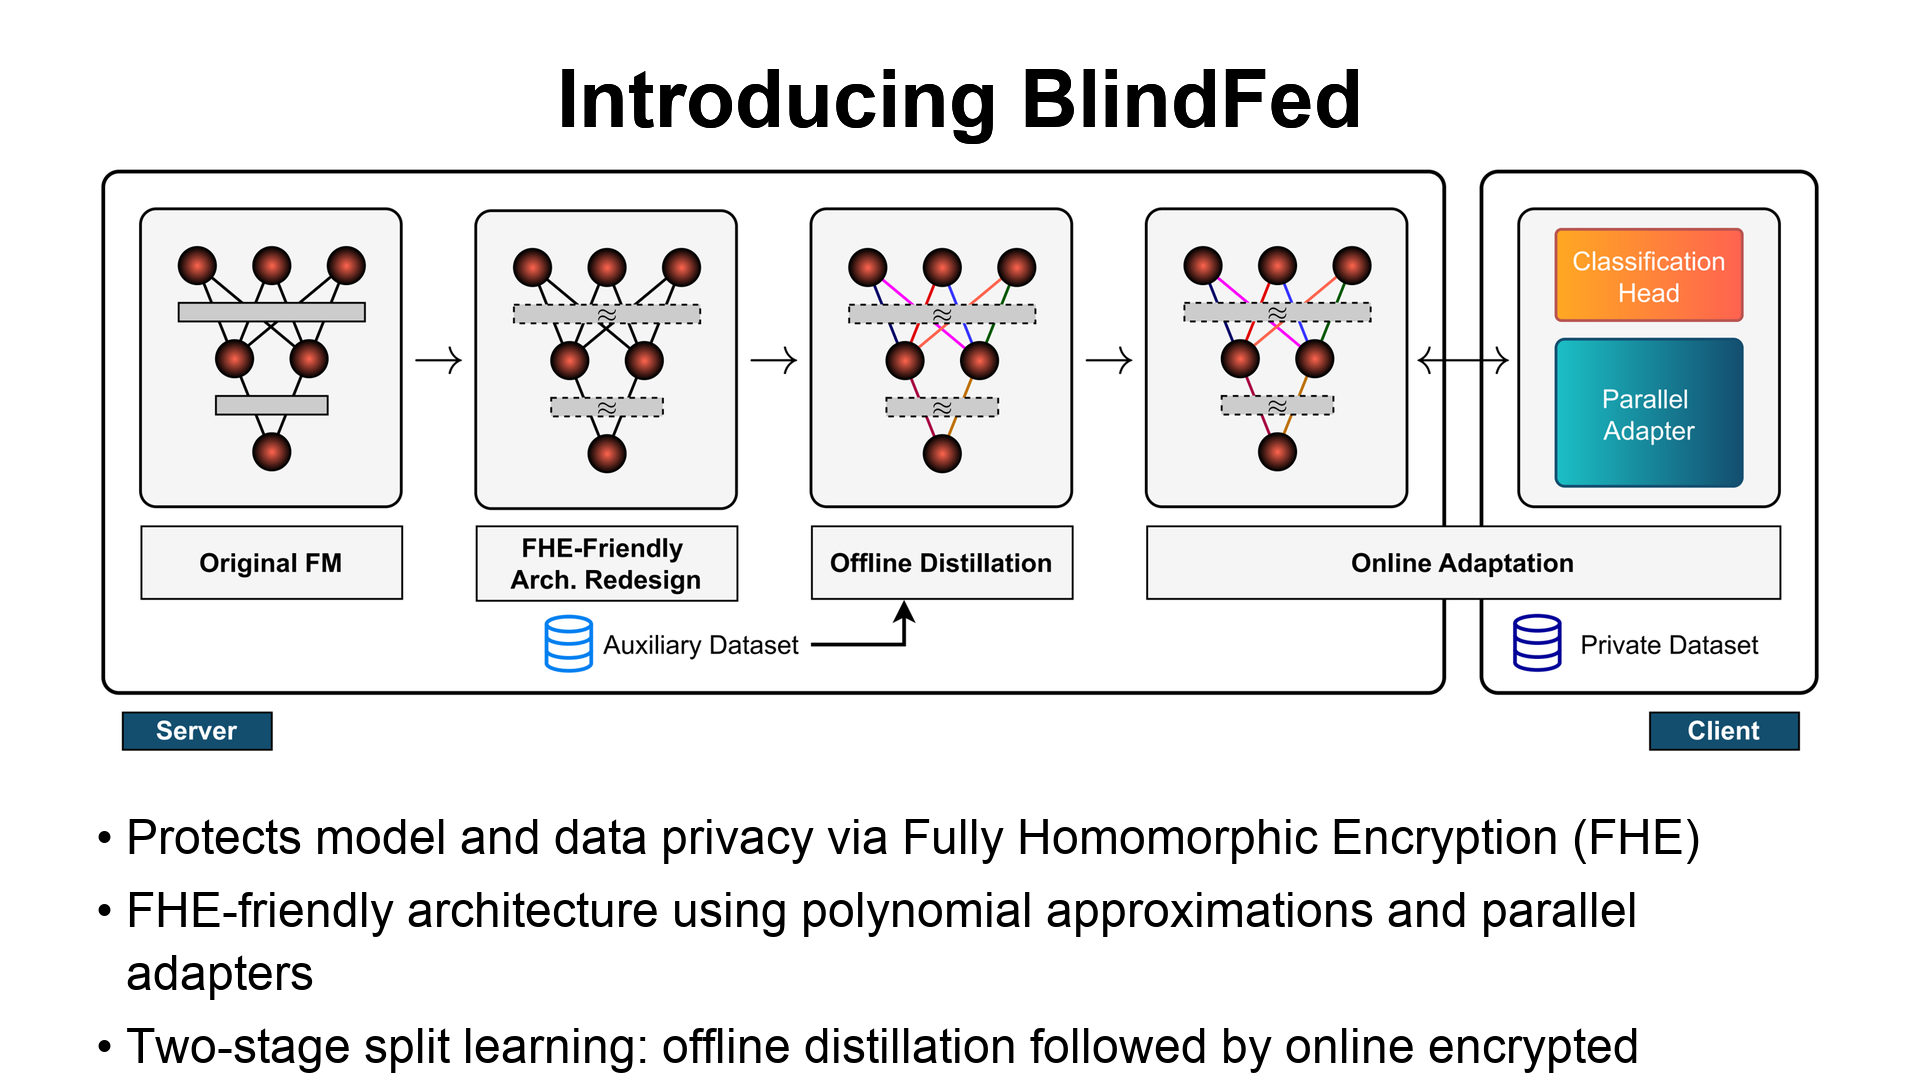 Introducing BlindFed
Classification
Head
Parallel
Adapter
≈
≈
≈
≈
≈
≈
Original FM
FHE-Friendly
Arch. Redesign
Offline Distillation
Online Adaptation
Auxiliary Dataset
Private Dataset
Server
Client
• Protects model and data privacy via Fully Homomorphic Encryption (FHE)
• FHE-friendly architecture using polynomial approximations and parallel
adapters
• Two-stage split learning: offline distillation followed by online encrypted